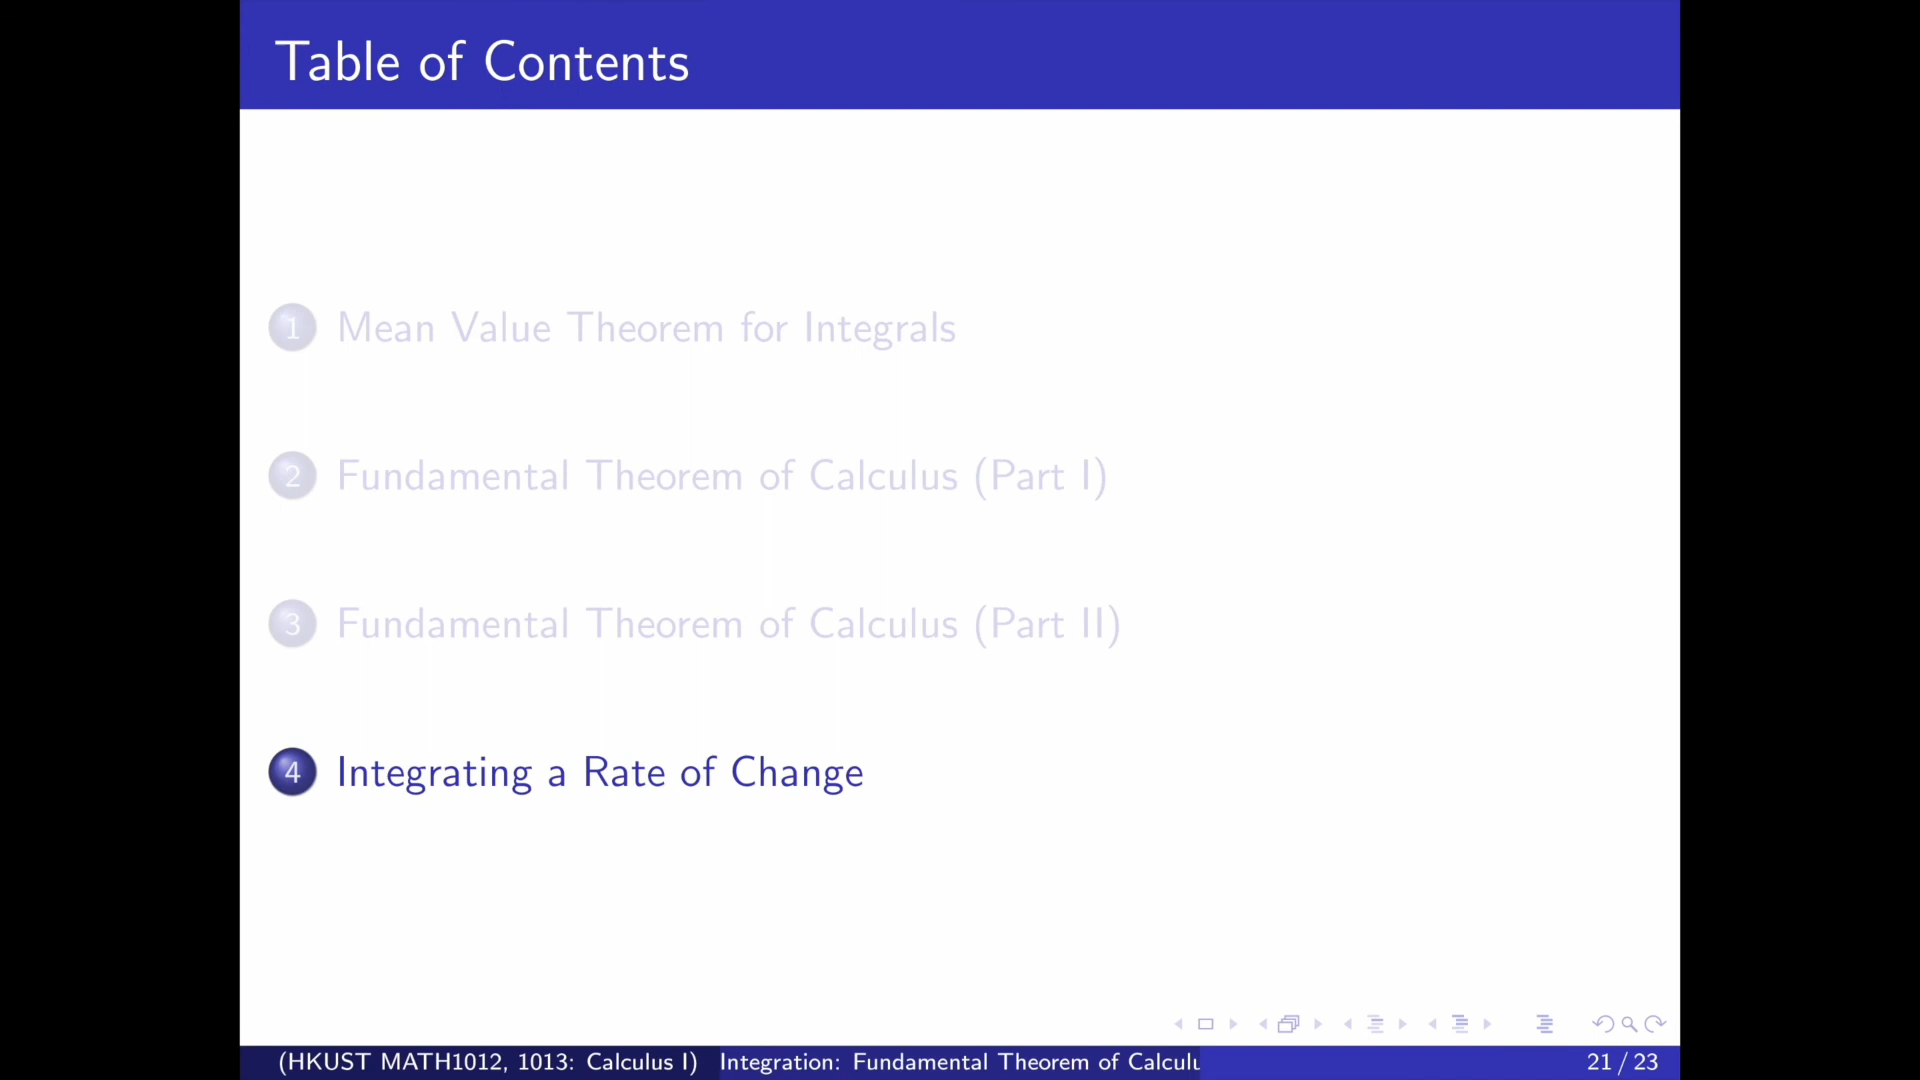 Table of Contents
1 Mean Value Theorem for Integrals
2 Fundamental Theorem of Calculus (Part I)
3 Fundamental Theorem of Calculus (Part II)
4 Integrating a Rate of Change
(HKUST MATH1012, 1013: Calculus I) Integration: Fundamental Theorem of Calculu 21 / 23